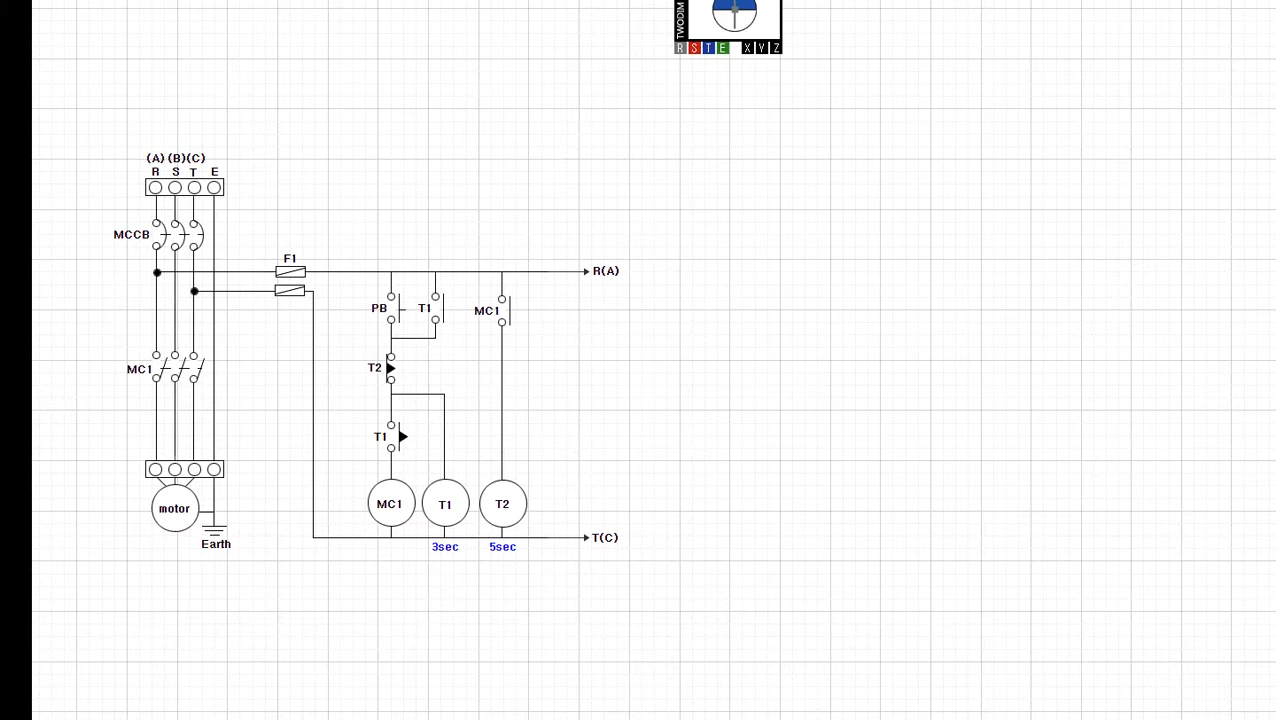 TWODIM
R S T E X Y Z
(A) (B) (C)
R S T E
MCCB
F1
R(A)
PB T1 MC1
T2
MC1
T1
MC1 T1 T2
motor
T(C)
Earth
3sec 5sec